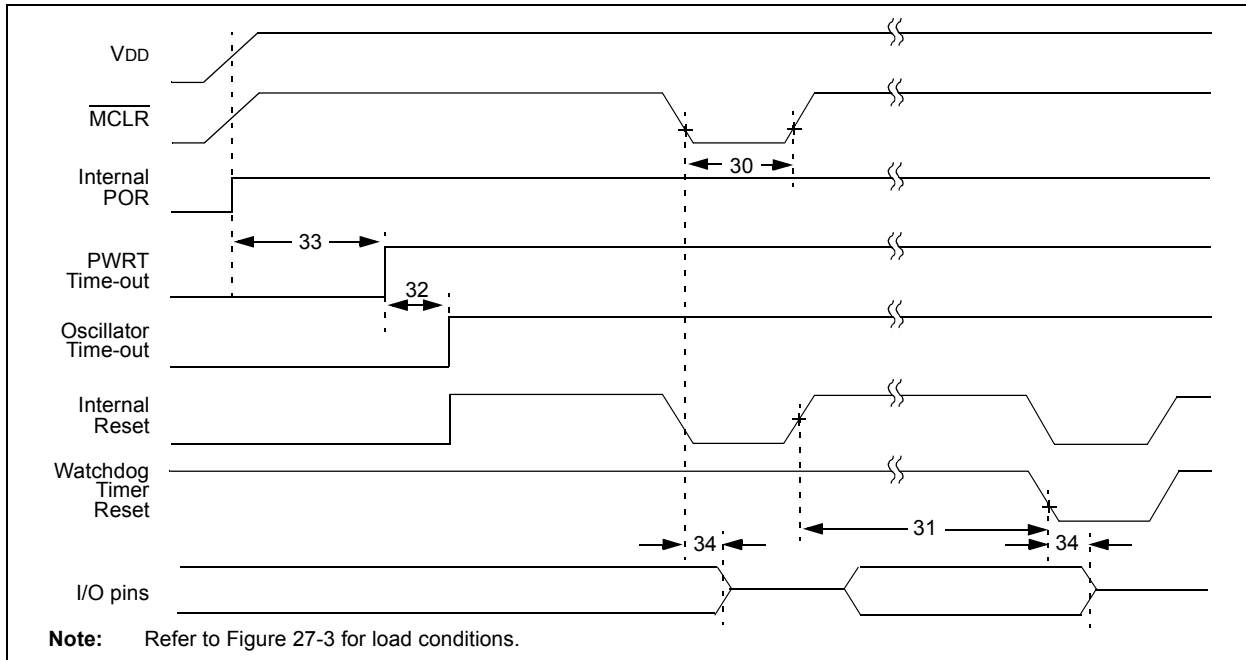 VDD
MCLR
30
Internal
POR
33
PWRT
Time-out
32
Oscillator
Time-out
Internal
Reset
Watchdog
Timer
Reset
31
34
34
I/O pins
Note: Refer to Figure 27-3 for load conditions.